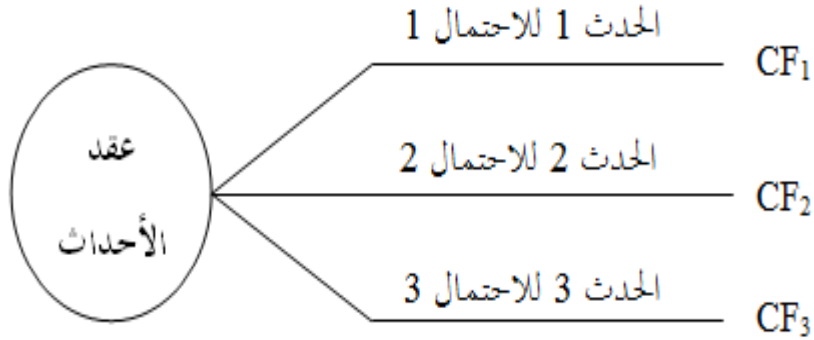 الحدث 1 للاحتمال 1
CF₁
عقد
الأحداث
الحدث 2 للاحتمال 2
CF₂
الحدث 3 للاحتمال 3
CF₃